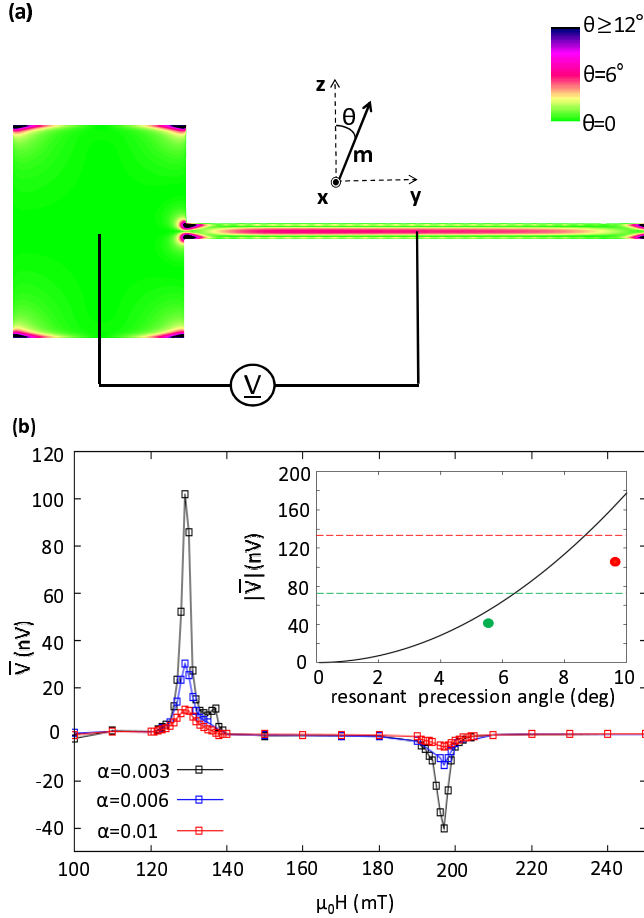 (a)
θ≥12°
θ=6°
θ=0
z
θ
m
x
y
V
(b)
120
100
80
60
40
20
0
-20
-40
V̅ (nV)
100 120 140 160 180 200 220 240
μ₀H (mT)
α=0.003
α=0.006
α=0.01
200
160
120
80
40
0
|V̅|(nV)
0 2 4 6 8 10
resonant precession angle (deg)